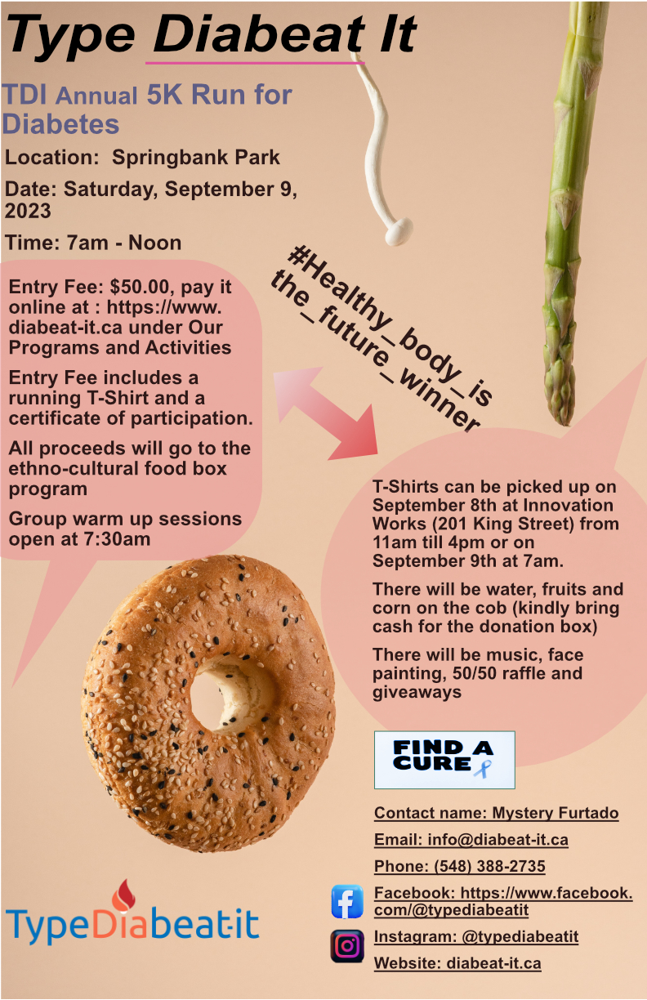 Type Diabeat It
TDI Annual 5K Run for
Diabetes
Location:  Springbank Park
Date: Saturday, September 9,
2023
Time: 7am - Noon
#Healthy_body_is
the_future_winner
Entry Fee: $50.00, pay it
online at : https://www.
diabeat-it.ca under Our
Programs and Activities
Entry Fee includes a
running T-Shirt and a
certificate of participation.
All proceeds will go to the
ethno-cultural food box
program
Group warm up sessions
open at 7:30am
T-Shirts can be picked up on
September 8th at Innovation
Works (201 King Street) from
11am till 4pm or on
September 9th at 7am.
There will be water, fruits and
corn on the cob (kindly bring
cash for the donation box)
There will be music, face
painting, 50/50 raffle and
giveaways
FIND A
CURE
Contact name: Mystery Furtado
Email: info@diabeat-it.ca
Phone: (548) 388-2735
Facebook: https://www.facebook.
com/@typediabeatit
Instagram: @typediabeatit
Website: diabeat-it.ca
TypeDiabeat-it